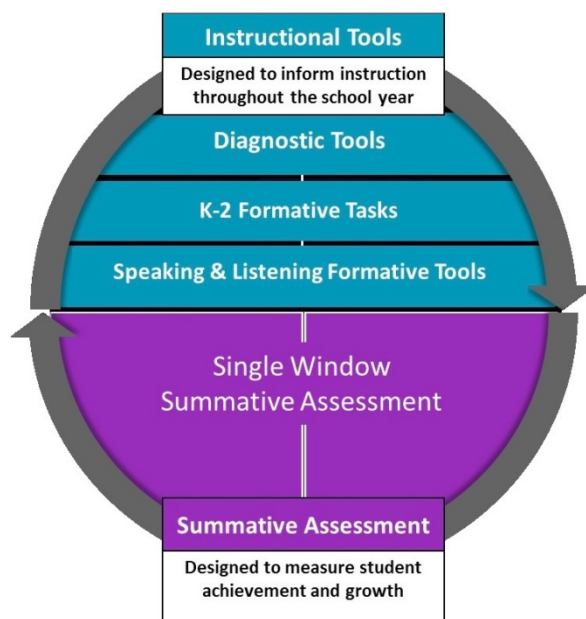 Instructional Tools
Designed to inform instruction
throughout the school year
Diagnostic Tools
K-2 Formative Tasks
Speaking & Listening Formative Tools
Single Window
Summative Assessment
Summative Assessment
Designed to measure student
achievement and growth